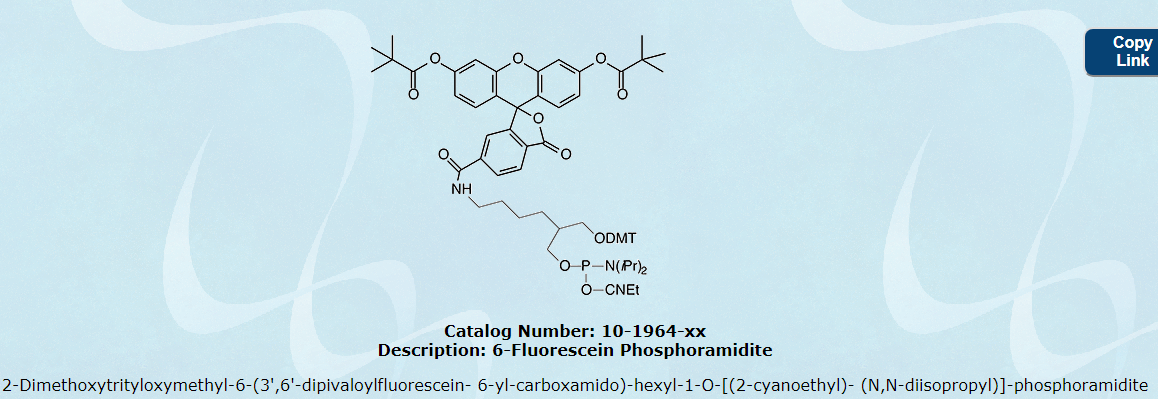 Copy
Link
O O O
O O
O
O O
NH
ODMT
O–P–N(iPr)₂
O–CNEt
Catalog Number: 10-1964-xx
Description: 6-Fluorescein Phosphoramidite
2-Dimethoxytrityloxymethyl-6-(3',6'-dipivaloylfluorescein- 6-yl-carboxamido)-hexyl-1-O-[(2-cyanoethyl)- (N,N-diisopropyl)]-phosphoramidite